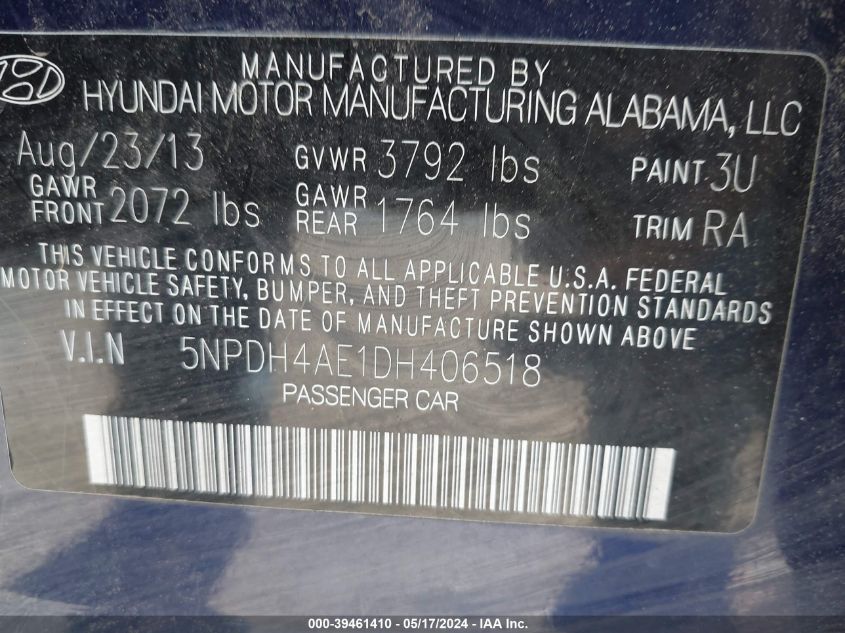 MANUFACTURED BY
HYUNDAI MOTOR MANUFACTURING ALABAMA, LLC
Aug/23/13 GVWR 3792 lbs PAINT 3U
GAWR FRONT 2072 lbs GAWR REAR 1764 lbs TRIM RA
THIS VEHICLE CONFORMS TO ALL APPLICABLE U.S.A. FEDERAL
MOTOR VEHICLE SAFETY, BUMPER, AND THEFT PREVENTION STANDARDS
IN EFFECT ON THE DATE OF MANUFACTURE SHOWN ABOVE
V.I.N 5NPDH4AE1DH406518
PASSENGER CAR
000-39461410 - 05/17/2024 - IAA Inc.